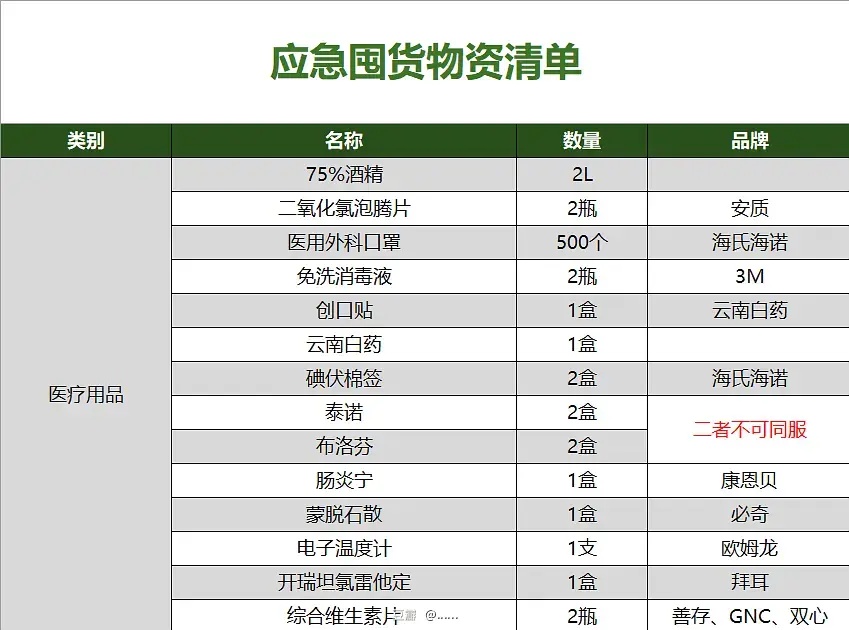 应急囤货物资清单
类别 名称 数量 品牌
75%酒精 2L
二氧化氯泡腾片 2瓶 安质
医用外科口罩 500个 海氏海诺
免洗消毒液 2瓶 3M
创口贴 1盒 云南白药
云南白药 1盒
医疗用品
碘伏棉签 2盒 海氏海诺
泰诺 2盒
二者不可同服
布洛芬 2盒
肠炎宁 1盒 康恩贝
蒙脱石散 1盒 必奇
电子温度计 1支 欧姆龙
开瑞坦氯雷他定 1盒 拜耳
综合维生素片 2瓶 善存、GNC、双心
@......